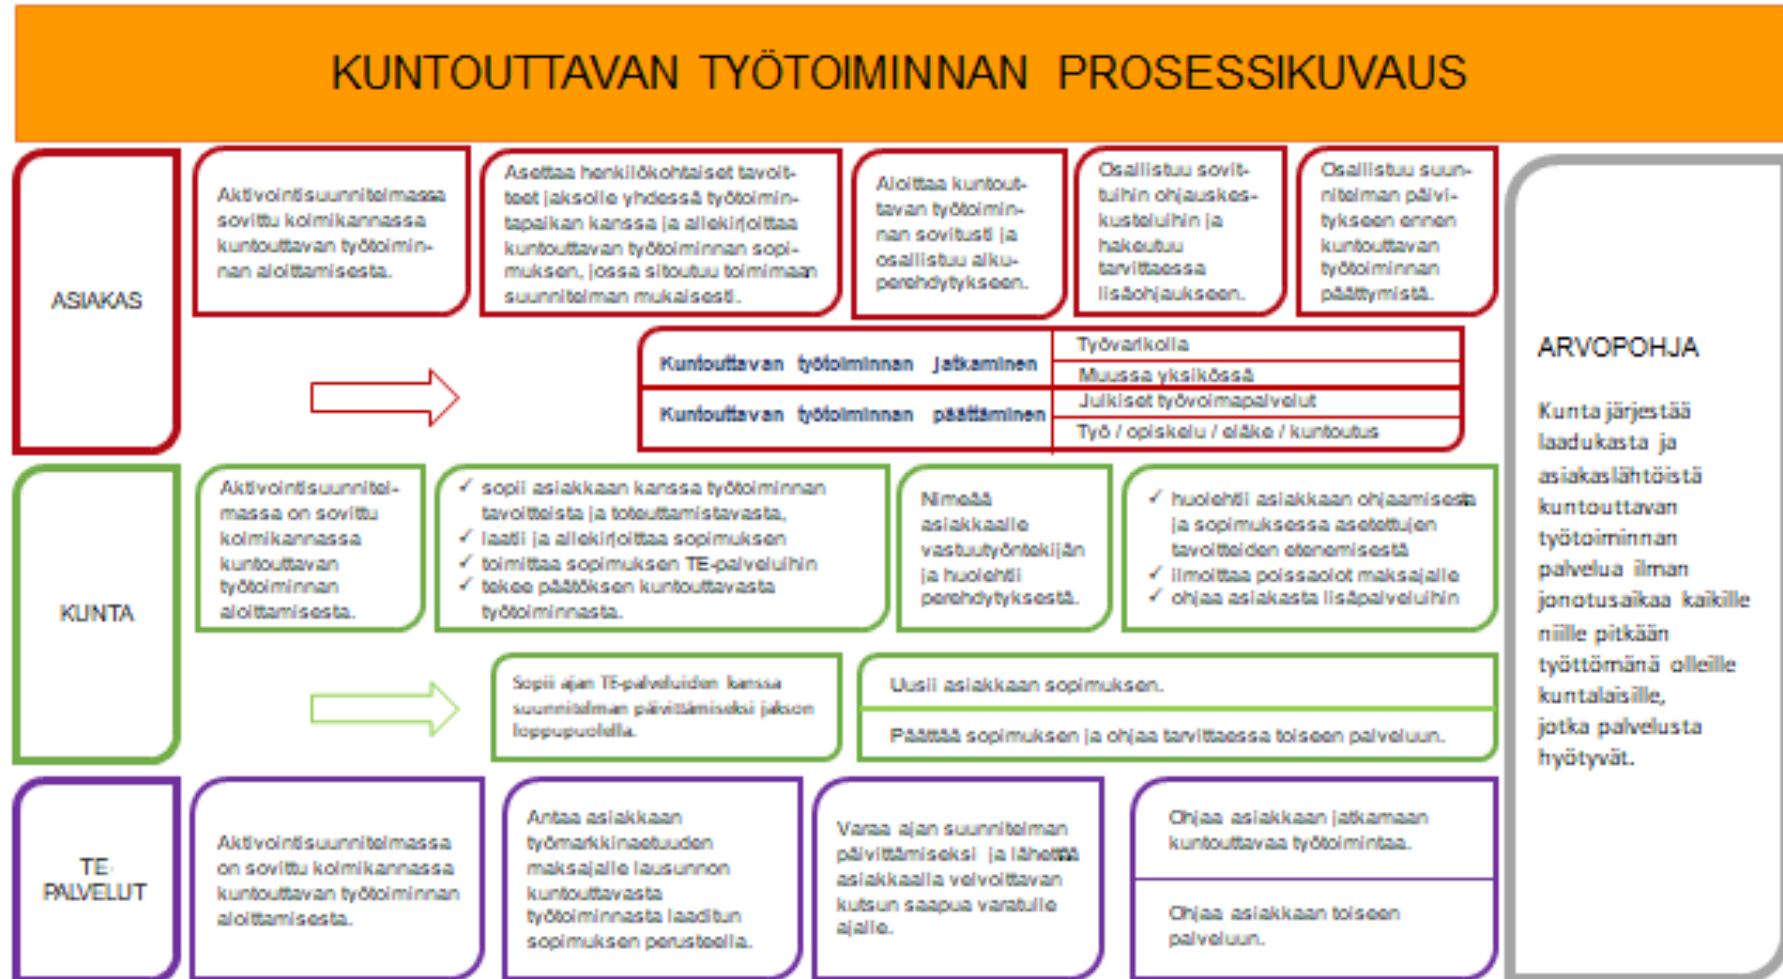 KUNTOUTTAVAN TYÖTOIMINNAN PROSESSIKUVAUS
ASIAKAS
Aktivointisuunnitelmassa
sovittu kolmikannassa
kuntouttavan työtoimin-
nan aloittamisesta.
Asettaa henkilökohtaiset tavoit-
teet jaksolle yhdessä työtoimin-
tapaikan kanssa ja allekirjoittaa
kuntouttavan työtoiminnan sopi-
muksen, jossa sitoutuu toimimaan
suunnitelman mukaisesti.
Aloittaa kuntout-
tavan työtoimin-
nan sovitusti ja
osallistuu alku-
perehdytykseen.
Osallistuu sovit-
tuihin ohjauskes-
kusteluihin ja
hakeutuu
tarvittaessa
lisäohjaukseen.
Osallistuu suun-
nitelman päivi-
tykseen ennen
kuntouttavan
työtoiminnan
päättymistä.
Kuntouttavan työtoiminnan jatkaminen
Työvarikolla
Muussa yksikössä
Kuntouttavan työtoiminnan päättäminen
Julkiset työvoimapalvelut
Työ / opiskelu / eläke / kuntoutus
KUNTA
Aktivointisuunnitel-
massa on sovittu
kolmikannassa
kuntouttavan
työtoiminnan
aloittamisesta.
✓ sopii asiakkaan kanssa työtoiminnan
tavoitteista ja toteuttamistavasta,
✓ laatii ja allekirjoittaa sopimuksen
✓ toimittaa sopimuksen TE-palveluihin
✓ tekee päätöksen kuntouttavasta
työtoiminnasta.
Nimeää
asiakkaalle
vastuutyöntekijän
ja huolehtii
perehdytyksestä.
✓ huolehtii asiakkaan ohjaamisesta
ja sopimuksessa asetettujen
tavoitteiden etenemisestä
✓ ilmoittaa poissaolot maksajalle
✓ ohjaa asiakasta lisäpalveluihin
Sopii ajan TE-palveluiden kanssa
suunnitelman päivittämiseksi jakson
loppupuolella.
Uusii asiakkaan sopimuksen.
Päättää sopimuksen ja ohjaa tarvittaessa toiseen palveluun.
TE-
PALVELUT
Aktivointisuunnitelmassa
on sovittu kolmikannassa
kuntouttavan työtoiminnan
aloittamisesta.
Antaa asiakkaan
työmarkkinaetuuden
maksajalle lausunnon
kuntouttavasta
työtoiminnasta laaditun
sopimuksen perusteella.
Varaa ajan suunnitelman
päivittämiseksi ja lähettää
asiakkaalla velvoittavan
kutsun saapua varatulle
ajalle.
Ohjaa asiakkaan jatkamaan
kuntouttavaa työtoimintaa.
Ohjaa asiakkaan toiseen
palveluun.
ARVOPOHJA
Kunta järjestää
laadukasta ja
asiakaslähtöistä
kuntouttavan
työtoiminnan
palvelua ilman
jonotusaikaa kaikille
niille pitkään
työttömänä olleille
kuntalaisille,
jotka palvelusta
hyötyvät.